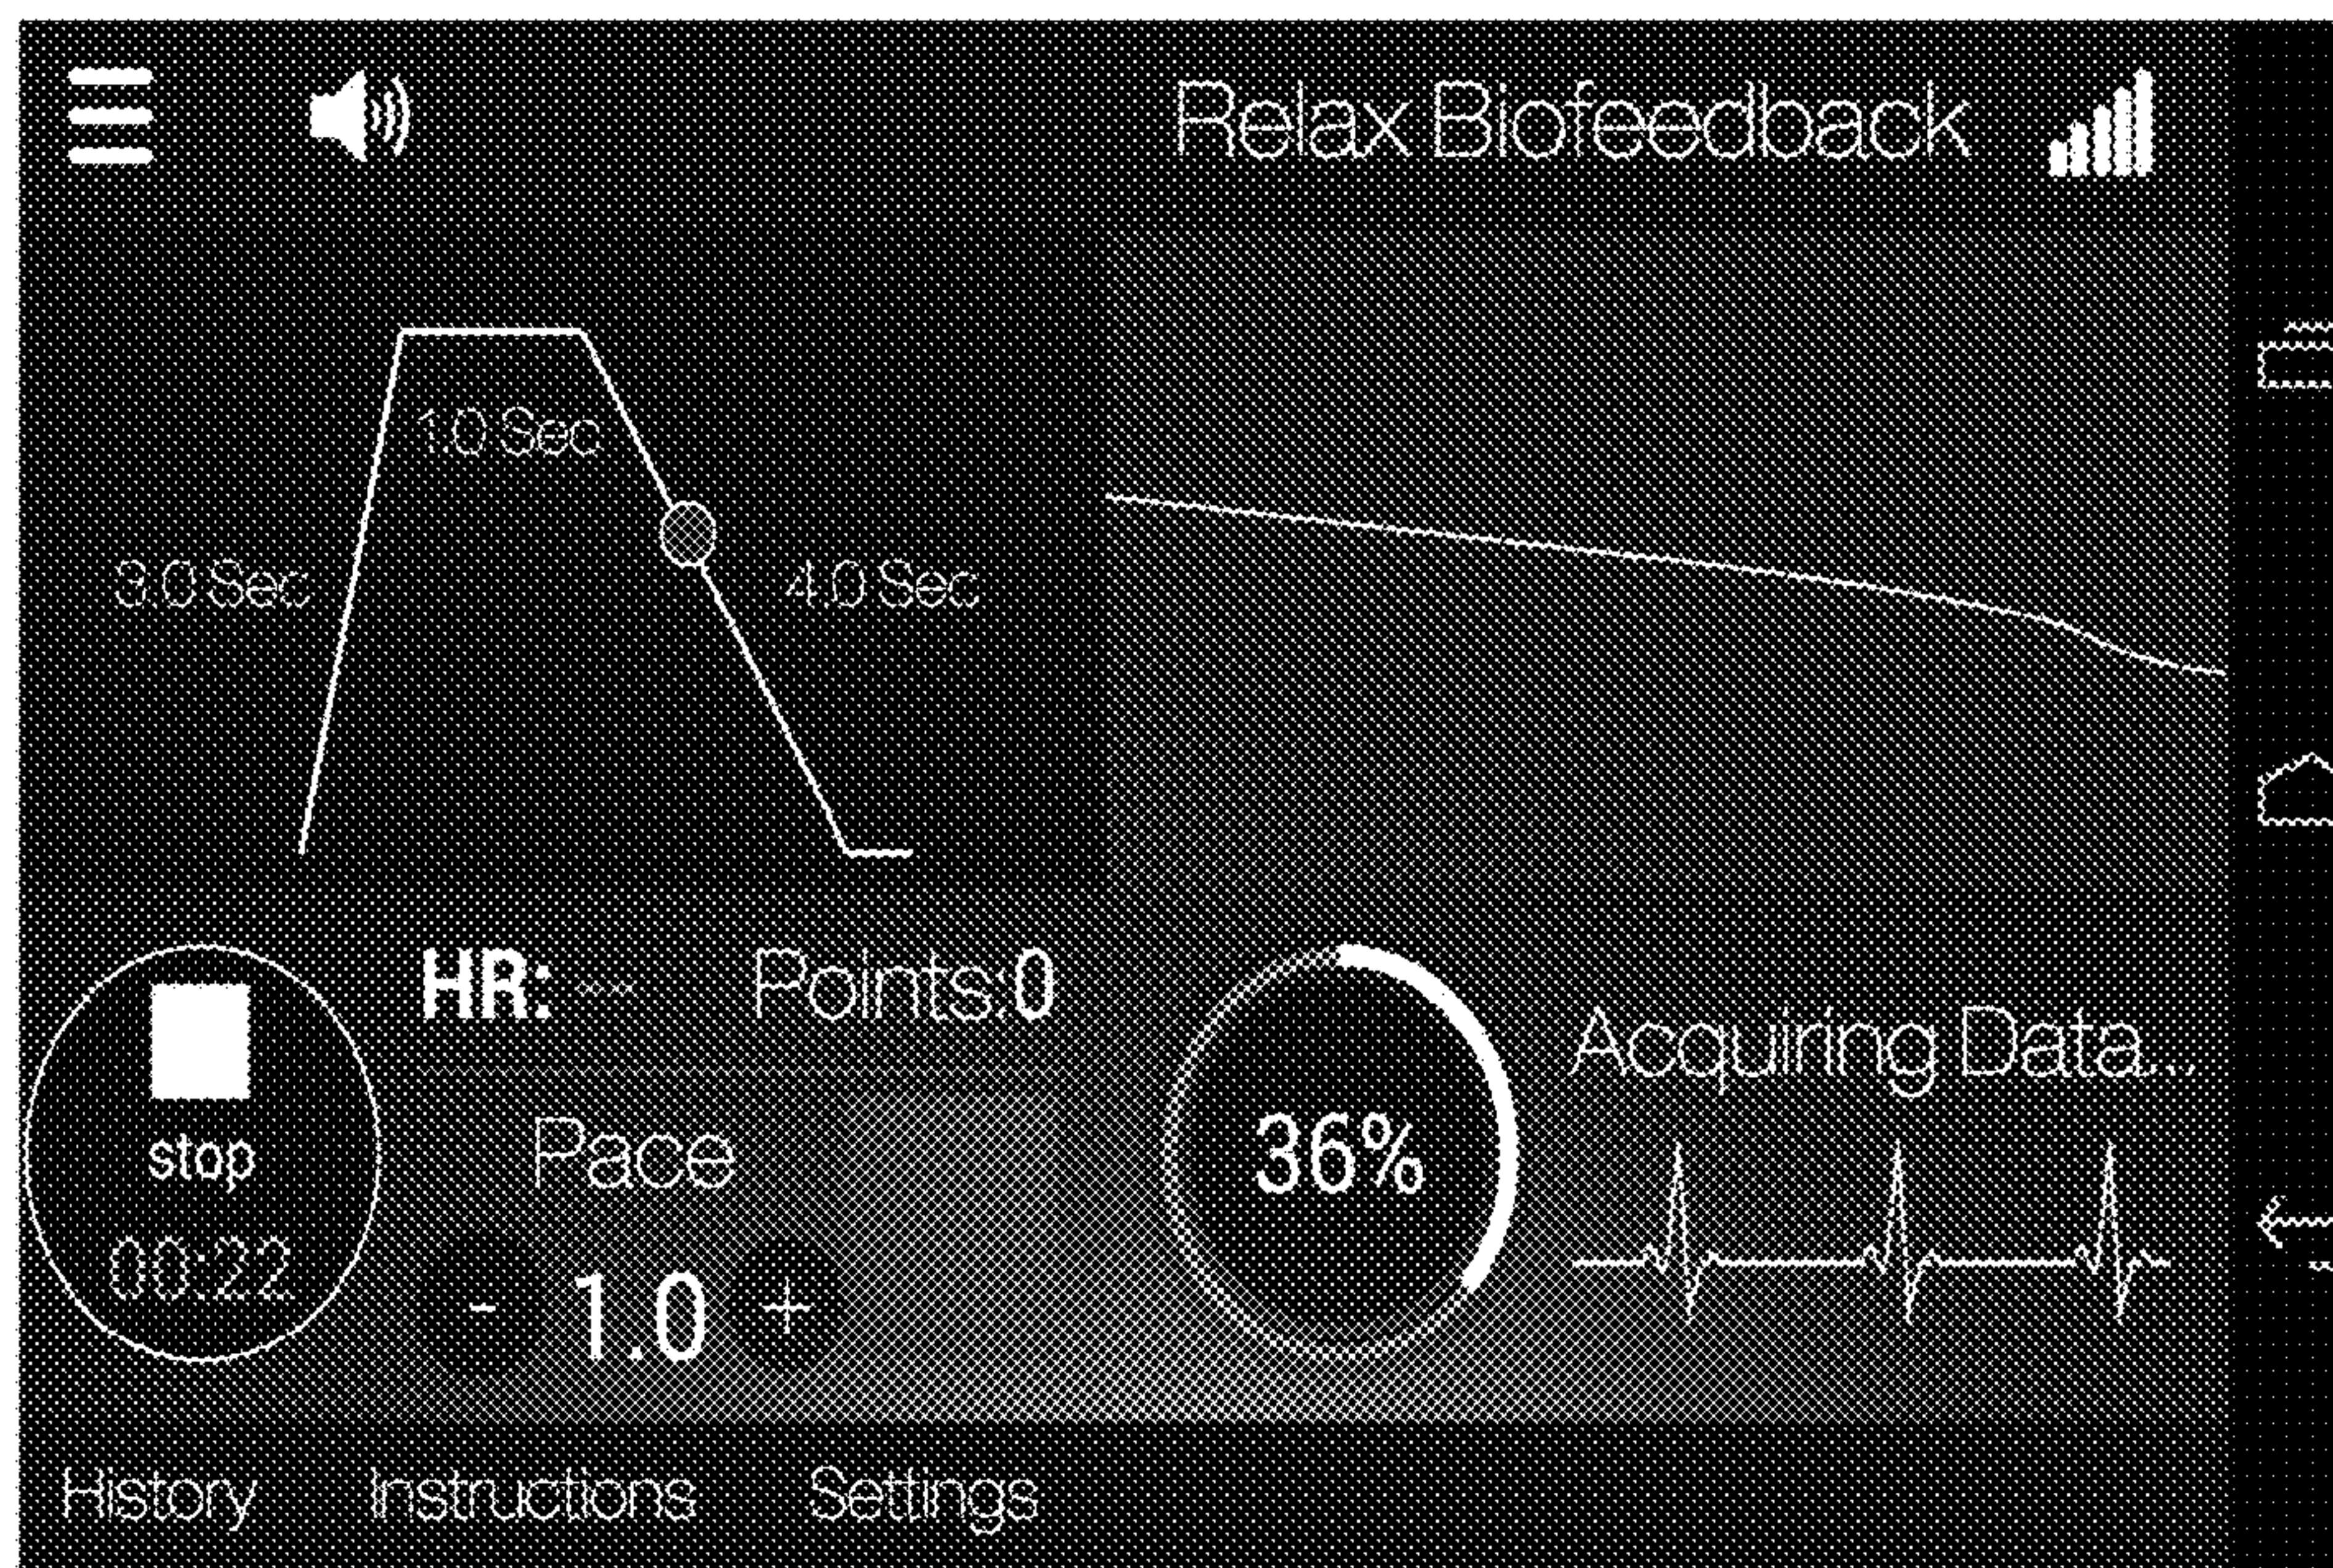 Relax Biofeedback
1.0 Sec
3.0 Sec
4.0 Sec
HR: -- Points:0
stop
00:22
Pace
- 1.0 +
36%
Acquiring Data...
History Instructions Settings